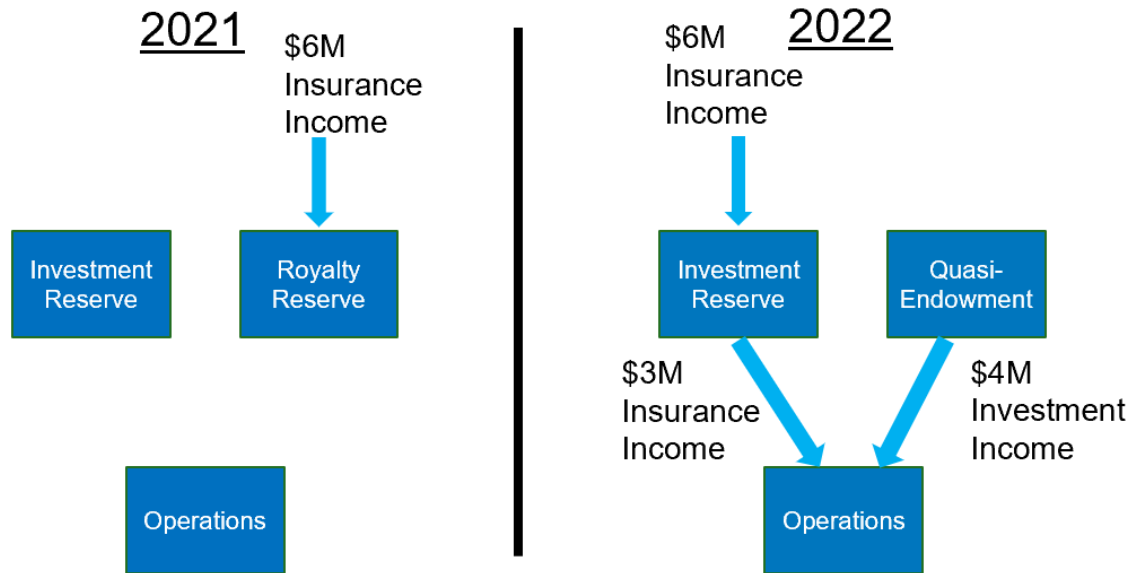 2021
$6M
Insurance
Income
Investment
Reserve
Royalty
Reserve
Operations
2022
$6M
Insurance
Income
Investment
Reserve
Quasi-
Endowment
$3M
Insurance
Income
$4M
Investment
Income
Operations